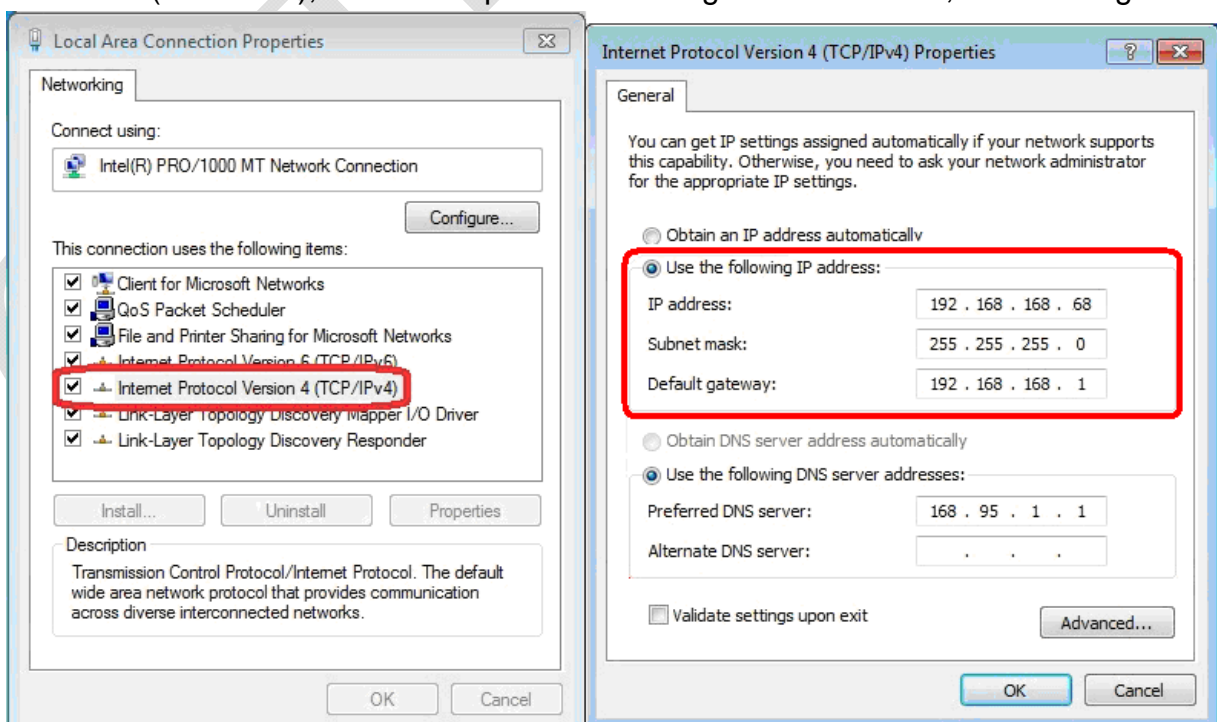 Local Area Connection Properties
Networking
Connect using:
Intel(R) PRO/1000 MT Network Connection
Configure...
This connection uses the following items:
Client for Microsoft Networks
QoS Packet Scheduler
File and Printer Sharing for Microsoft Networks
Internet Protocol Version 6 (TCP/IPv6)
Internet Protocol Version 4 (TCP/IPv4)
Link-Layer Topology Discovery Mapper I/O Driver
Link-Layer Topology Discovery Responder
Install...
Uninstall
Properties
Description
Transmission Control Protocol/Internet Protocol. The default
wide area network protocol that provides communication
across diverse interconnected networks.
OK
Cancel
Internet Protocol Version 4 (TCP/IPv4) Properties
General
You can get IP settings assigned automatically if your network supports
this capability. Otherwise, you need to ask your network administrator
for the appropriate IP settings.
Obtain an IP address automatically
Use the following IP address:
IP address: 192 . 168 . 168 . 68
Subnet mask: 255 . 255 . 255 . 0
Default gateway: 192 . 168 . 168 . 1
Obtain DNS server address automatically
Use the following DNS server addresses:
Preferred DNS server: 168 . 95 . 1 . 1
Alternate DNS server: . . .
Validate settings upon exit
Advanced...
OK
Cancel